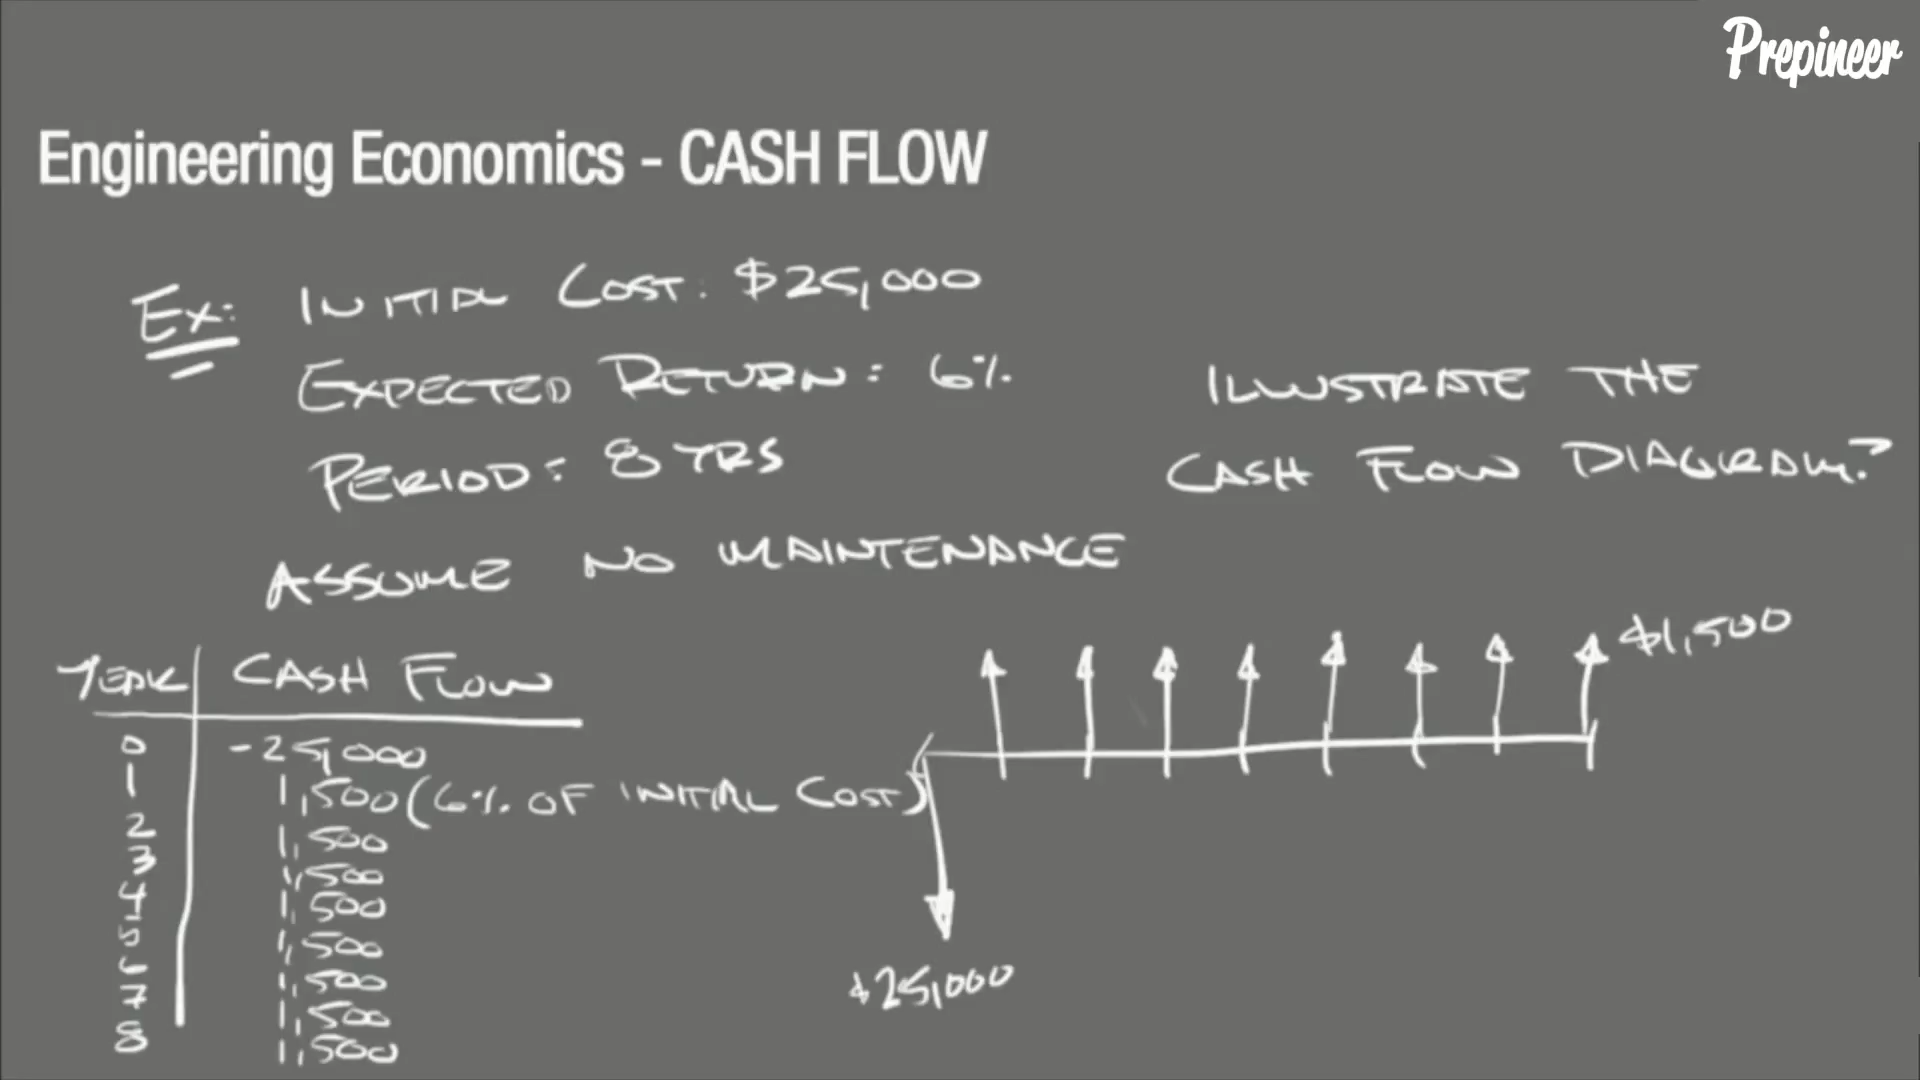 Prepineer
Engineering Economics - CASH FLOW
Ex: INITIAL COST: $25,000
EXPECTED RETURN: 6%
ILLUSTRATE THE
PERIOD: 8 YRS
CASH FLOW DIAGRAM?
ASSUME NO MAINTENANCE
YEAR CASH FLOW
0 -25,000
1 1,500 (6% OF INITIAL COST)
2 1,500
3 1,500
4 1,500
5 1,500
6 1,500
7 1,500
8 1,500
$1,500
$25,000